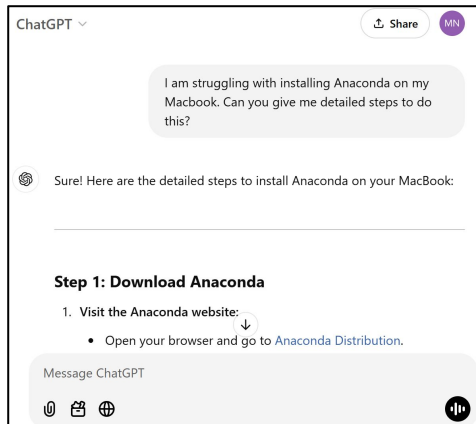 ChatGPT
Share
MN
I am struggling with installing Anaconda on my
Macbook. Can you give me detailed steps to do
this?
Sure! Here are the detailed steps to install Anaconda on your MacBook:
Step 1: Download Anaconda
1. Visit the Anaconda website:
• Open your browser and go to Anaconda Distribution.
Message ChatGPT